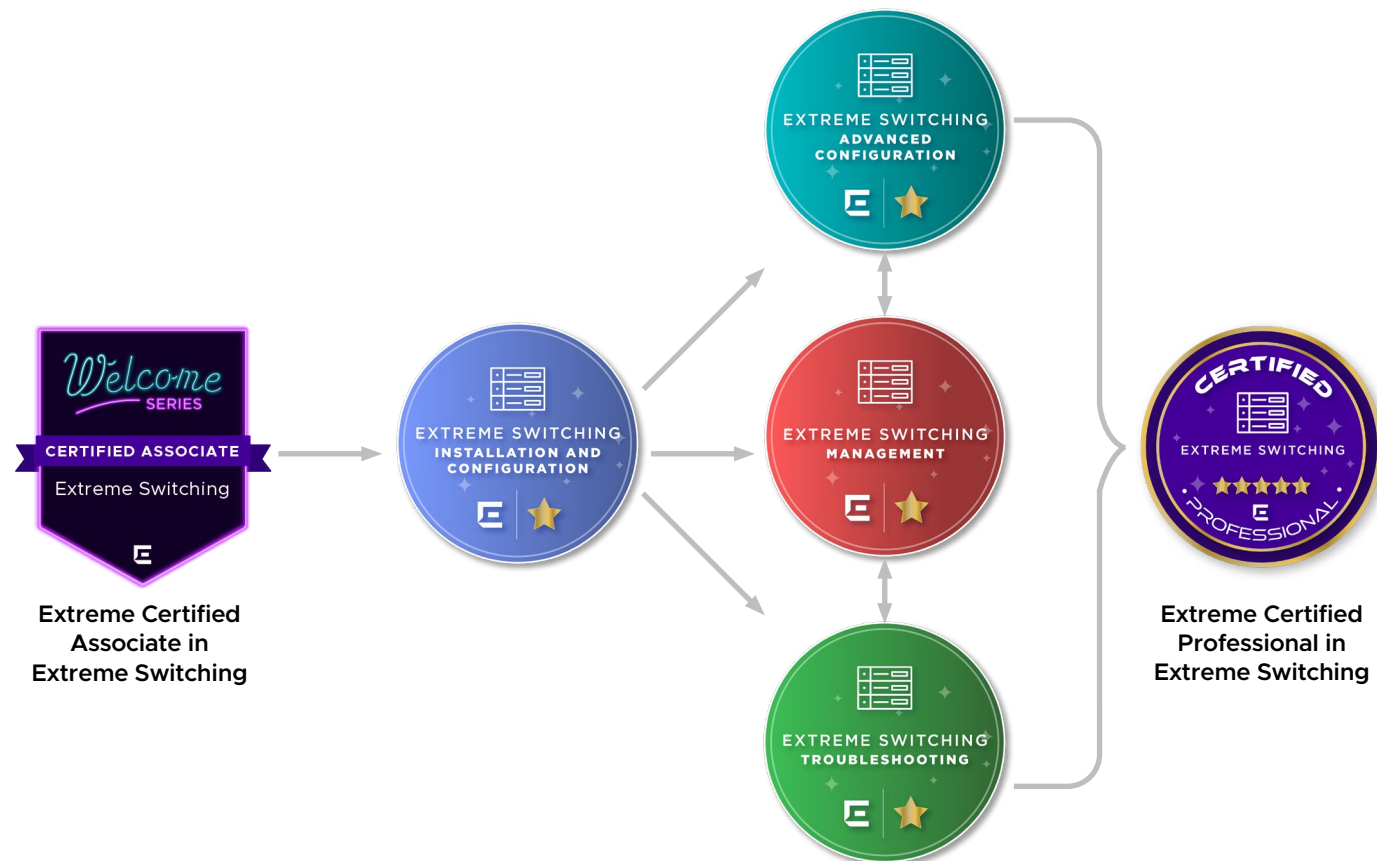 Welcome
SERIES
CERTIFIED ASSOCIATE
Extreme Switching
Extreme Certified
Associate in
Extreme Switching
EXTREME SWITCHING
INSTALLATION AND
CONFIGURATION
EXTREME SWITCHING
ADVANCED
CONFIGURATION
EXTREME SWITCHING
MANAGEMENT
EXTREME SWITCHING
TROUBLESHOOTING
CERTIFIED
EXTREME SWITCHING
PROFESSIONAL
Extreme Certified
Professional in
Extreme Switching